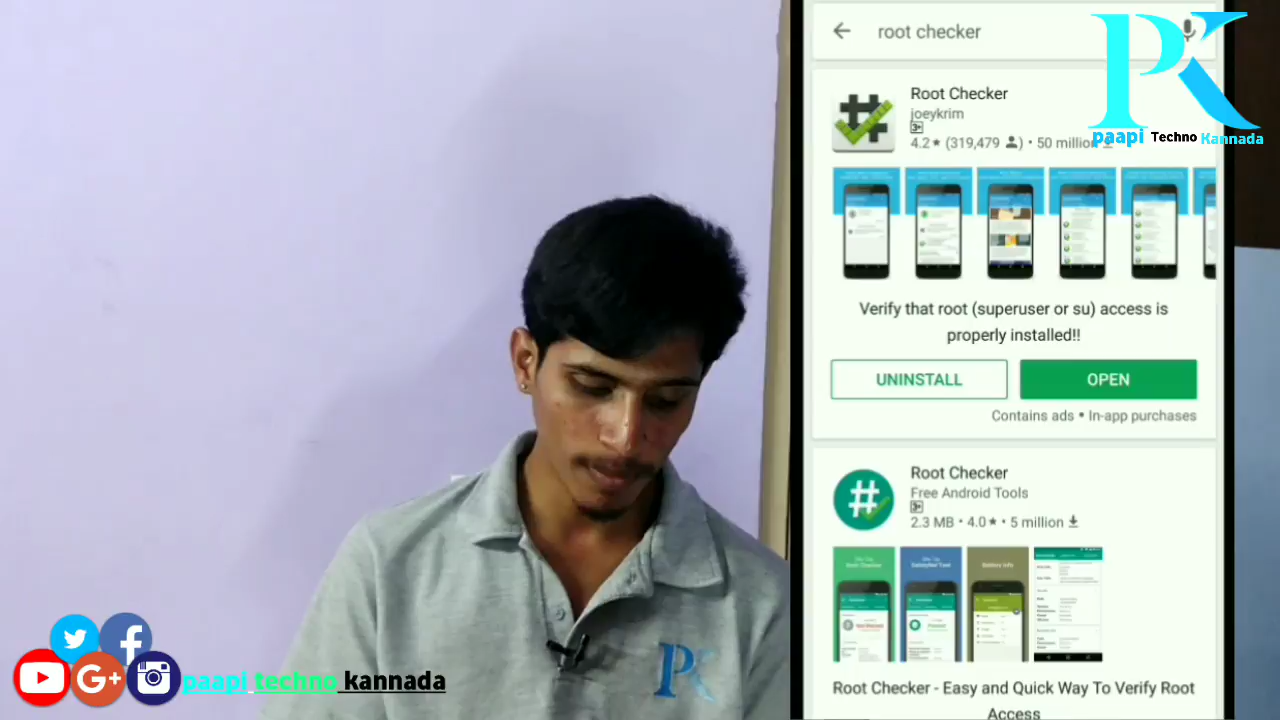 root checker
PK
paapi Techno Kannada
Root Checker
joeykrim
3+
4.2★ (319,479) • 50 million
Verify that root (superuser or su) access is
properly installed!!
UNINSTALL
OPEN
Contains ads • In-app purchases
Root Checker
Free Android Tools
3+
2.3 MB • 4.0★ • 5 million
Root Checker - Easy and Quick Way To Verify Root
Access
PK
paapi techno kannada